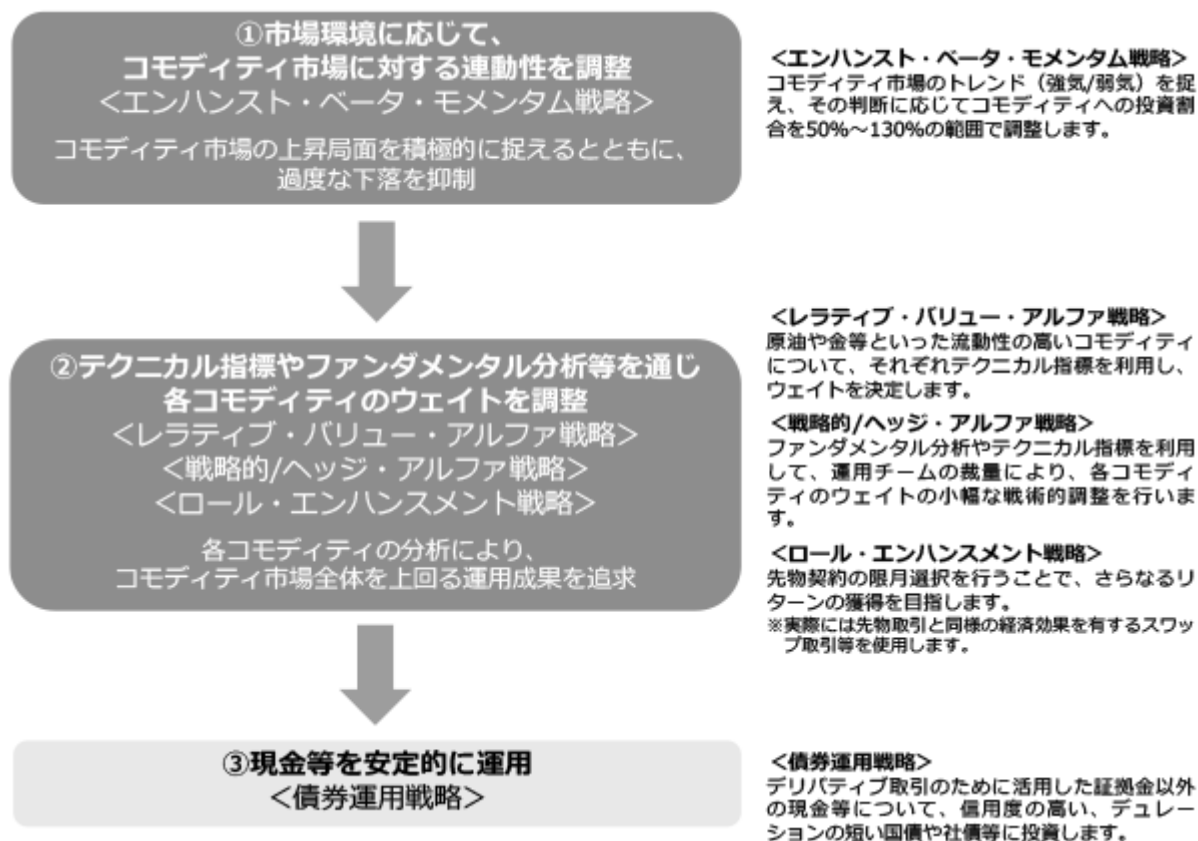 ①市場環境に応じて、
コモディティ市場に対する連動性を調整
<エンハンスト・ベータ・モメンタム戦略>
コモディティ市場の上昇局面を積極的に捉えるとともに、
過度な下落を抑制
<エンハンスト・ベータ・モメンタム戦略>
コモディティ市場のトレンド（強気/弱気）を捉
え、その判断に応じてコモディティへの投資割
合を50%～130%の範囲で調整します。
②テクニカル指標やファンダメンタル分析等を通じ
各コモディティのウェイトを調整
<レラティブ・バリュー・アルファ戦略>
<戦略的/ヘッジ・アルファ戦略>
<ロール・エンハンスメント戦略>
各コモディティの分析により、
コモディティ市場全体を上回る運用成果を追求
<レラティブ・バリュー・アルファ戦略>
原油や金等といった流動性の高いコモディティ
について、それぞれテクニカル指標を利用し、
ウェイトを決定します。
<戦略的/ヘッジ・アルファ戦略>
ファンダメンタル分析やテクニカル指標を利用
して、運用チームの裁量により、各コモディ
ティのウェイトの小幅な戦術的調整を行いま
す。
<ロール・エンハンスメント戦略>
先物契約の限月選択を行うことで、さらなるリ
ターンの獲得を目指します。
※実際には先物取引と同様の経済効果を有するスワッ
プ取引等を使用します。
③現金等を安定的に運用
<債券運用戦略>
<債券運用戦略>
デリバティブ取引のために活用した証拠金以外
の現金等について、信用度の高い、デュレー
ションの短い国債や社債等に投資します。